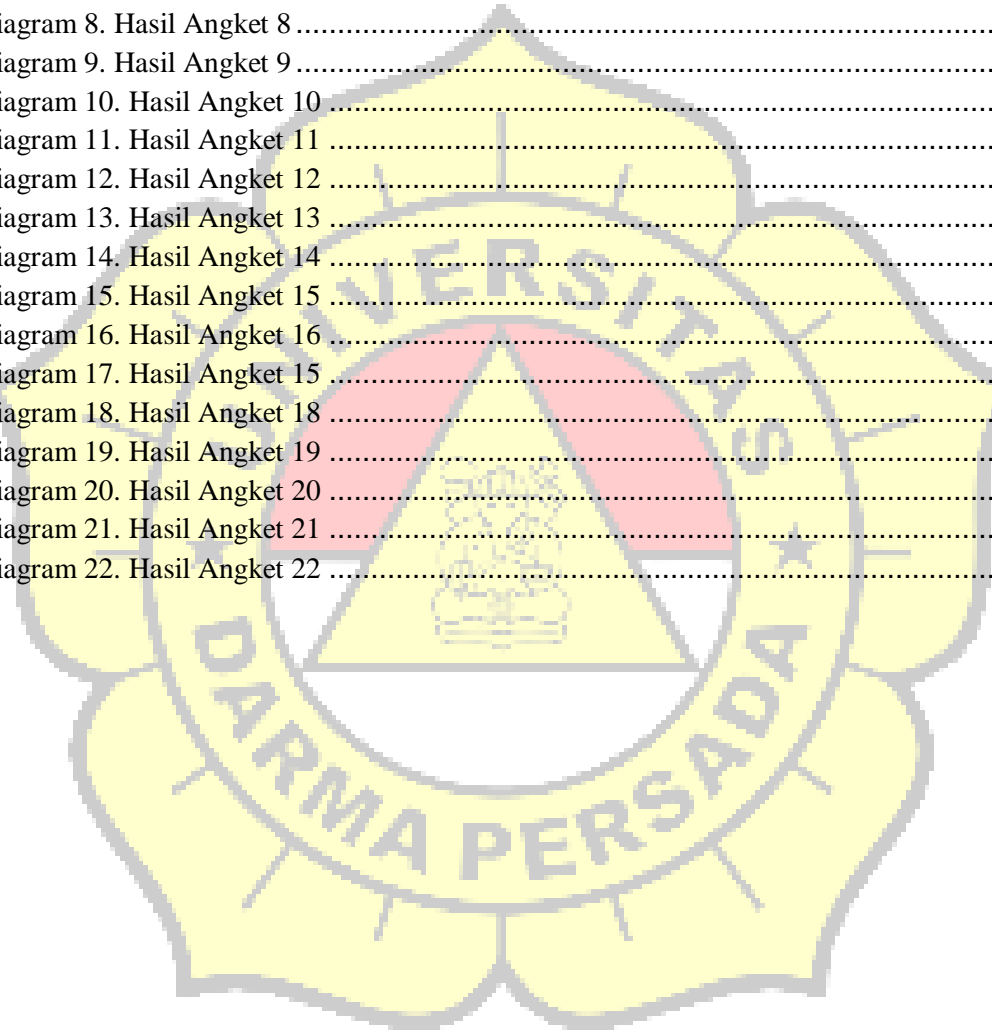 iagram 8. Hasil Angket 8 ........................................................................................
iagram 9. Hasil Angket 9 ........................................................................................
iagram 10. Hasil Angket 10 ....................................................................................
iagram 11. Hasil Angket 11 ....................................................................................
iagram 12. Hasil Angket 12 ....................................................................................
iagram 13. Hasil Angket 13 ....................................................................................
iagram 14. Hasil Angket 14 ....................................................................................
iagram 15. Hasil Angket 15 ....................................................................................
iagram 16. Hasil Angket 16 ....................................................................................
iagram 17. Hasil Angket 15 ....................................................................................
iagram 18. Hasil Angket 18 ....................................................................................
iagram 19. Hasil Angket 19 ....................................................................................
iagram 20. Hasil Angket 20 ....................................................................................
iagram 21. Hasil Angket 21 ....................................................................................
iagram 22. Hasil Angket 22 ....................................................................................
UNIVERSITAS
DARMA PERSADA